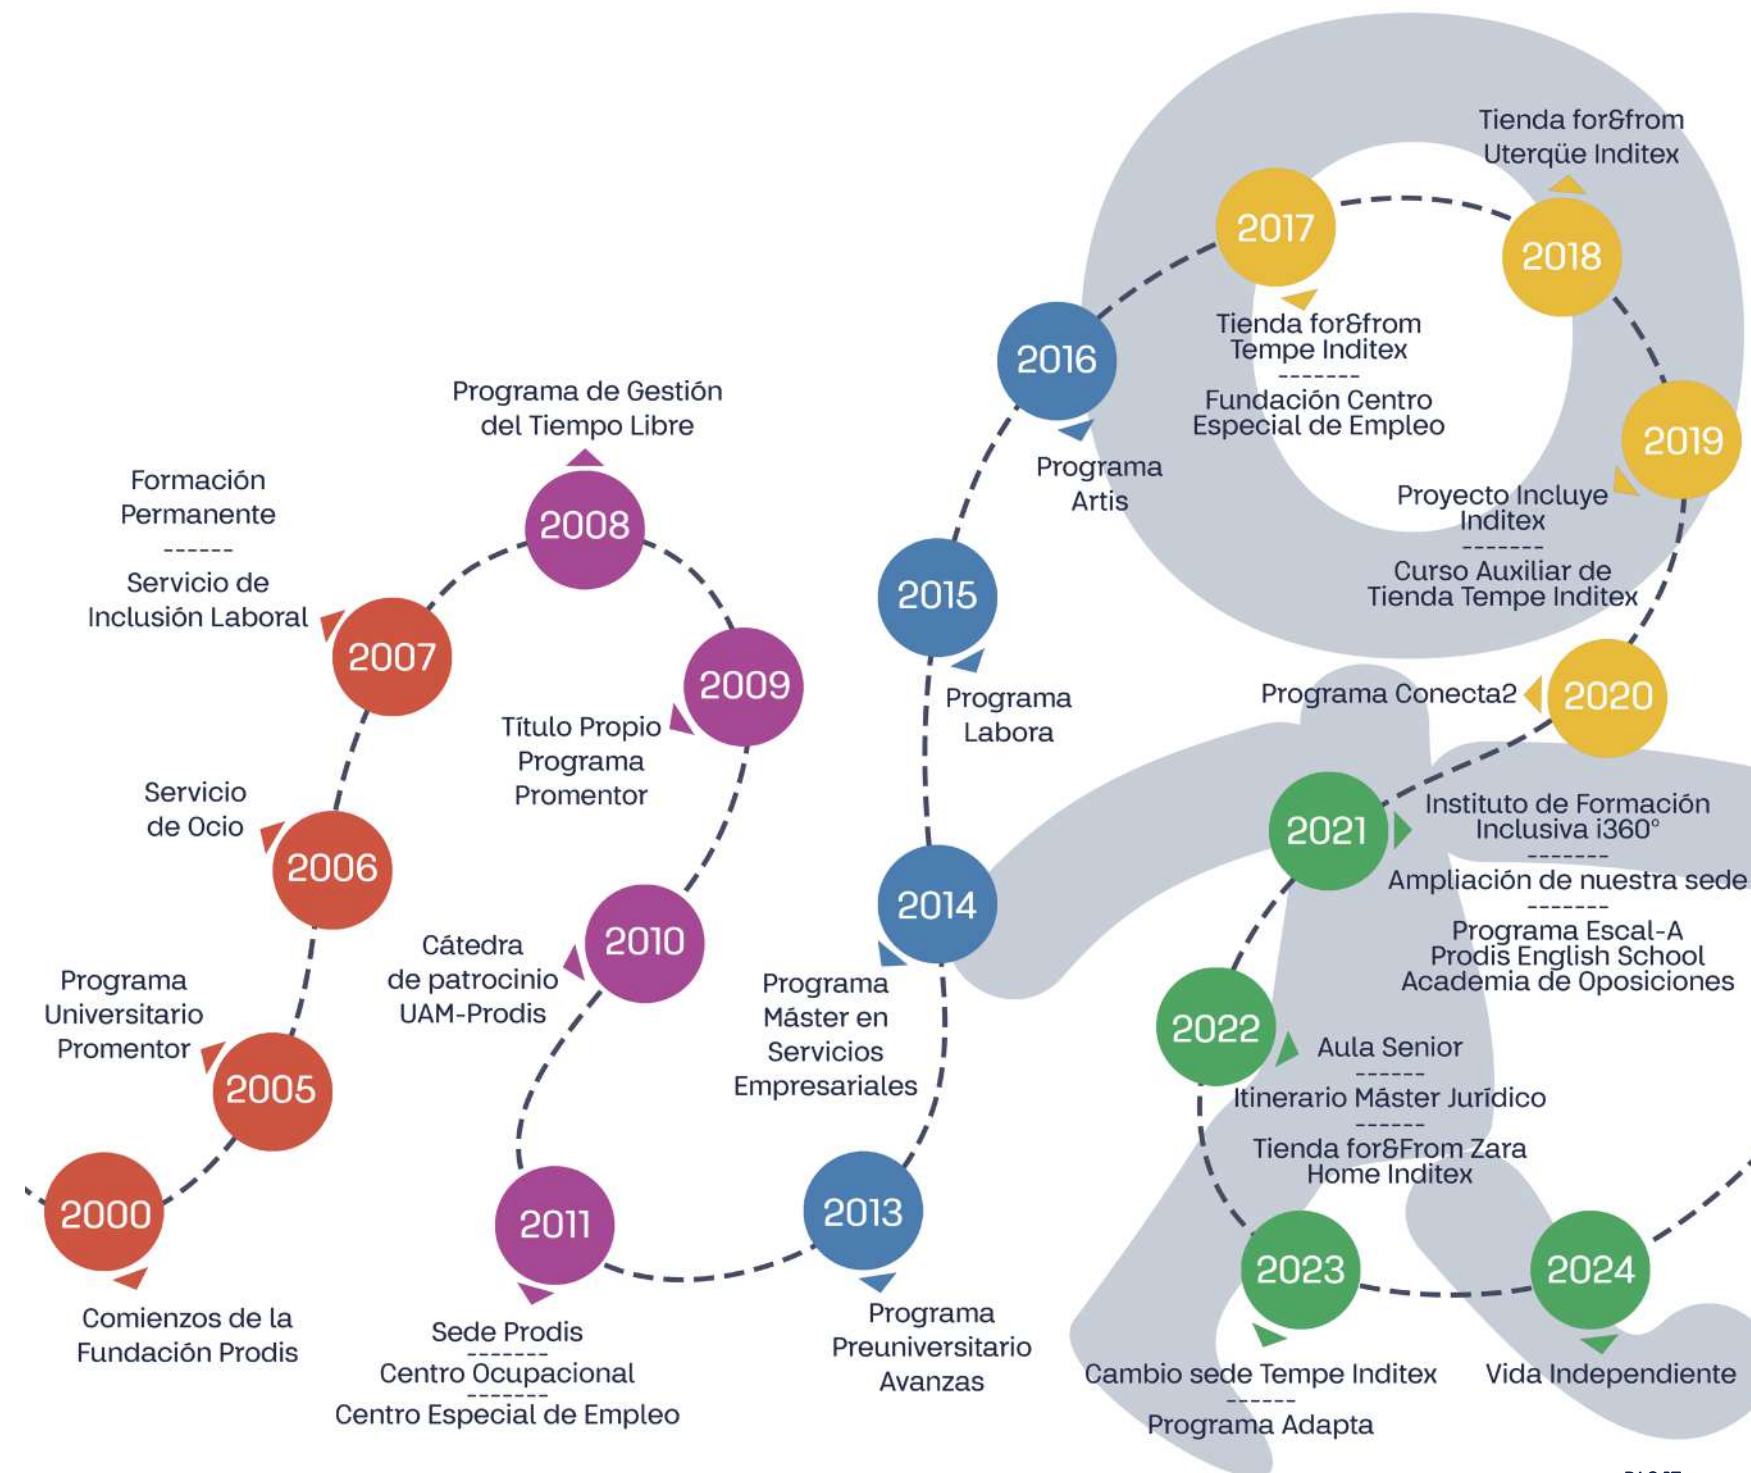 2000
Comienzos de la
Fundación Prodis
2005
Programa
Universitario
Promentor
2006
Servicio
de Ocio
2007
Formación
Permanente
------
Servicio de
Inclusión Laboral
2008
Programa de Gestión
del Tiempo Libre
2009
Título Propio
Programa
Promentor
2010
Cátedra
de patrocinio
UAM-Prodis
2011
Sede Prodis
-------
Centro Ocupacional
-------
Centro Especial de Empleo
2013
Programa
Preuniversitario
Avanzas
2014
Programa
Máster en
Servicios
Empresariales
2015
Programa
Labora
2016
Programa
Artis
2017
Tienda for&from
Tempe Inditex
-------
Fundación Centro
Especial de Empleo
2018
Tienda for&from
Uterqüe Inditex
2019
Proyecto Incluye
Inditex
-------
Curso Auxiliar de
Tienda Tempe Inditex
2020
Programa Conecta2
2021
Instituto de Formación
Inclusiva i360°
-------
Ampliación de nuestra sede
-------
Programa Escal-A
Prodis English School
Academia de Oposiciones
2022
Aula Senior
------
Itinerario Máster Jurídico
------
Tienda for&From Zara
Home Inditex
2023
Cambio sede Tempe Inditex
------
Programa Adapta
2024
Vida Independiente